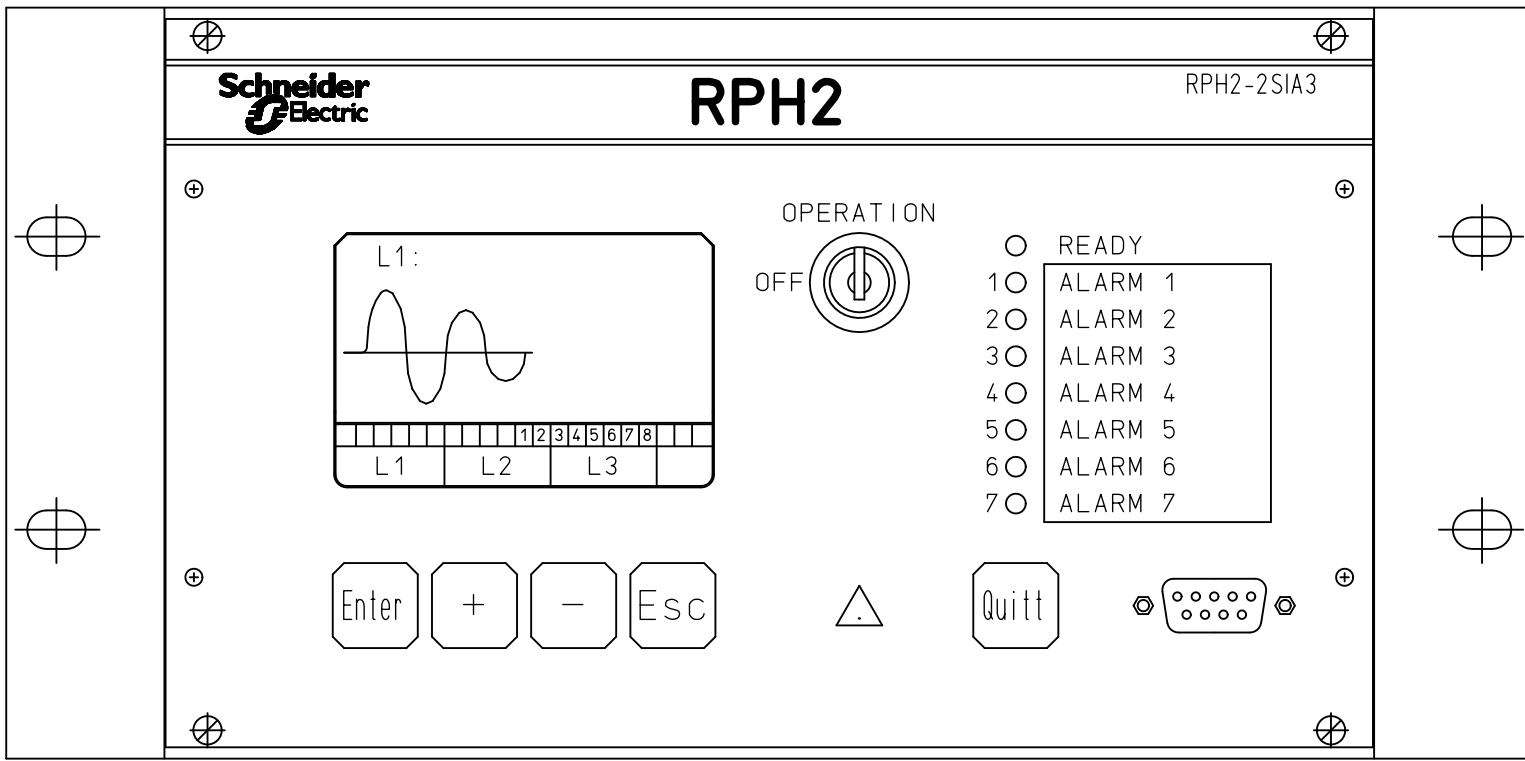 Schneider
Electric
RPH2
RPH2-2SIA3
OPERATION
OFF
L1:
1 2 3 4 5 6 7 8
L1 L2 L3
READY
1 ALARM 1
2 ALARM 2
3 ALARM 3
4 ALARM 4
5 ALARM 5
6 ALARM 6
7 ALARM 7
Enter + - Esc
Quitt